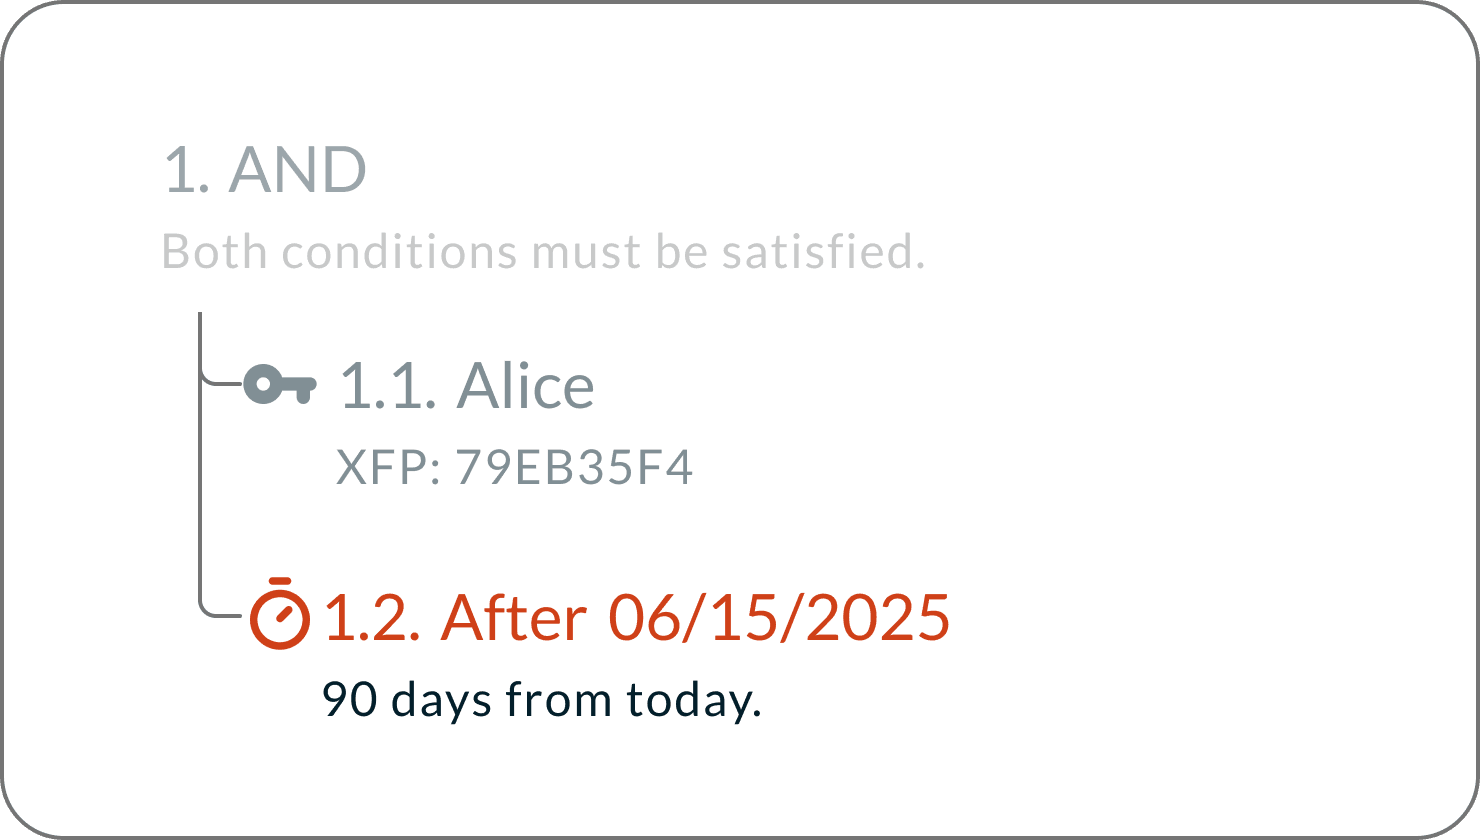 1. AND
Both conditions must be satisfied.
1.1. Alice
XFP: 79EB35F4
1.2. After 06/15/2025
90 days from today.